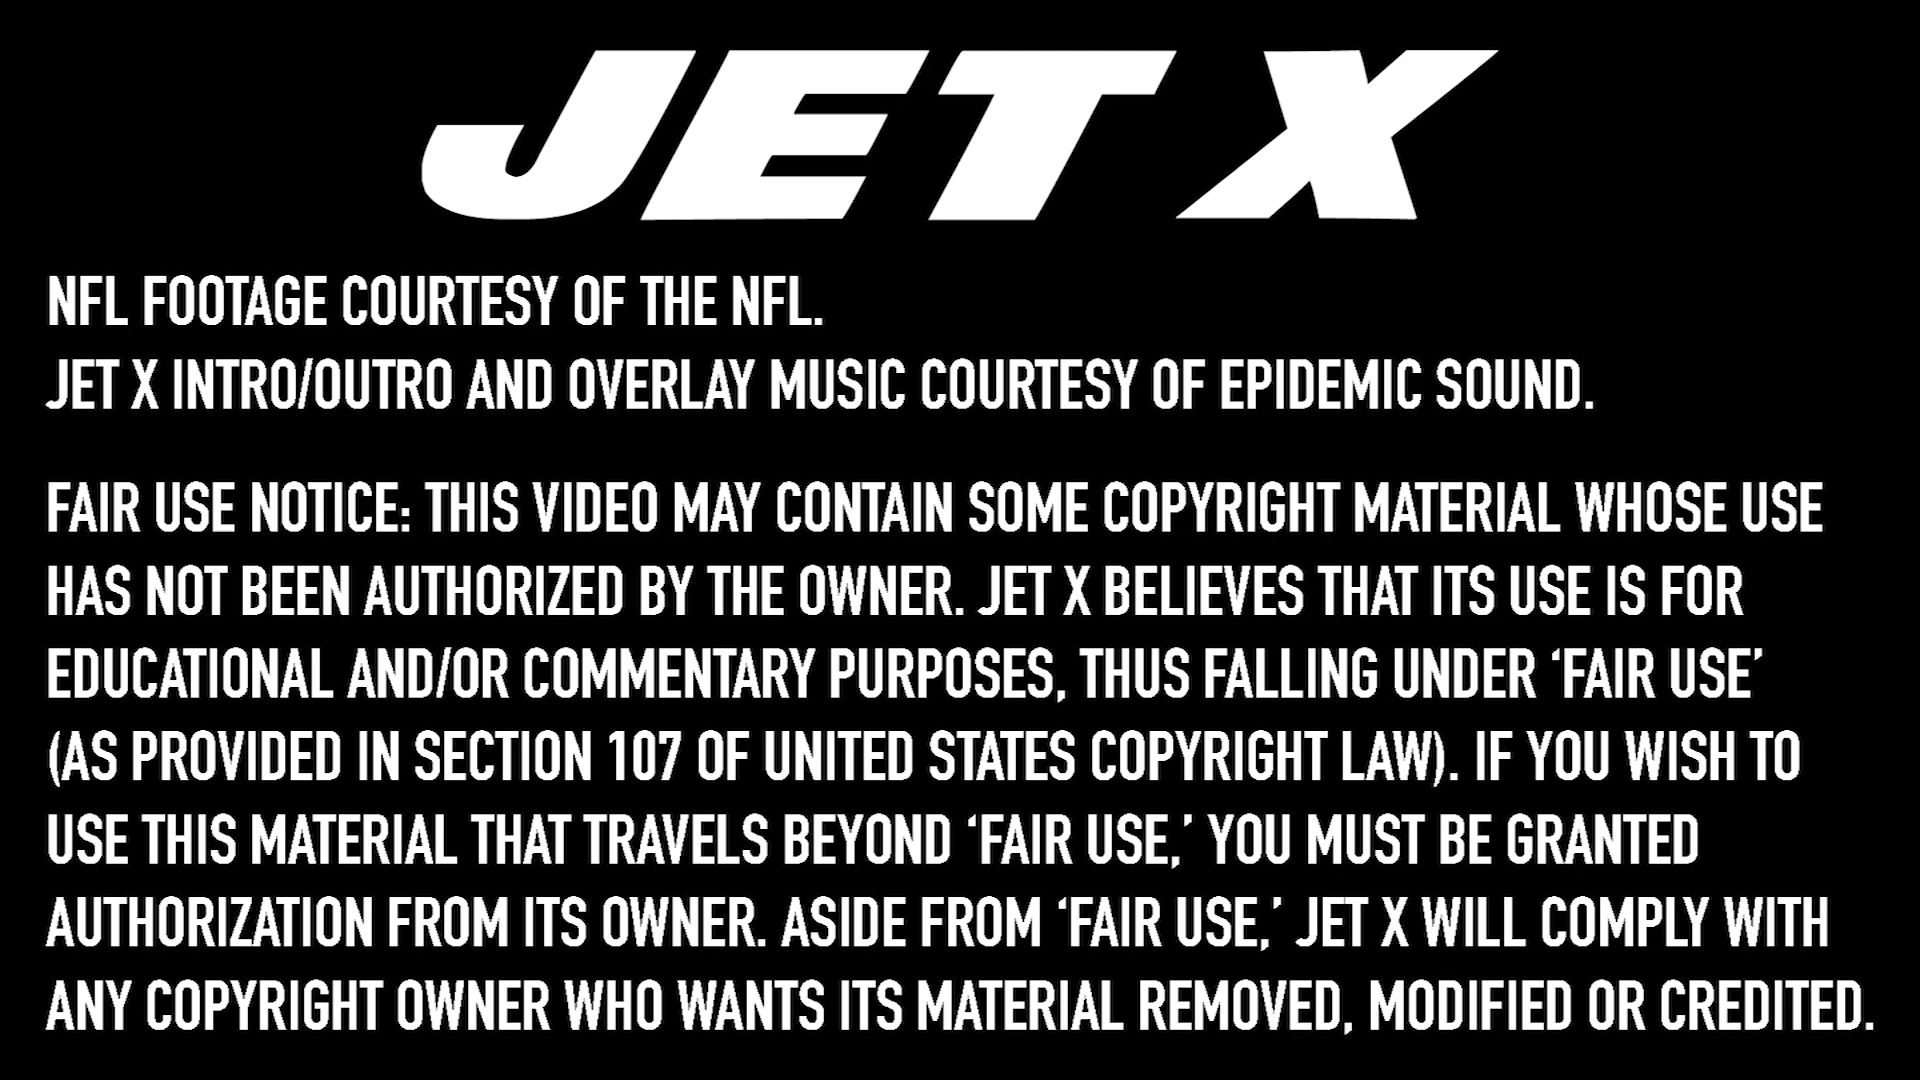 JET X
NFL FOOTAGE COURTESY OF THE NFL.
JET X INTRO/OUTRO AND OVERLAY MUSIC COURTESY OF EPIDEMIC SOUND.
FAIR USE NOTICE: THIS VIDEO MAY CONTAIN SOME COPYRIGHT MATERIAL WHOSE USE
HAS NOT BEEN AUTHORIZED BY THE OWNER. JET X BELIEVES THAT ITS USE IS FOR
EDUCATIONAL AND/OR COMMENTARY PURPOSES, THUS FALLING UNDER ‘FAIR USE’
(AS PROVIDED IN SECTION 107 OF UNITED STATES COPYRIGHT LAW). IF YOU WISH TO
USE THIS MATERIAL THAT TRAVELS BEYOND ‘FAIR USE,’ YOU MUST BE GRANTED
AUTHORIZATION FROM ITS OWNER. ASIDE FROM ‘FAIR USE,’ JET X WILL COMPLY WITH
ANY COPYRIGHT OWNER WHO WANTS ITS MATERIAL REMOVED, MODIFIED OR CREDITED.